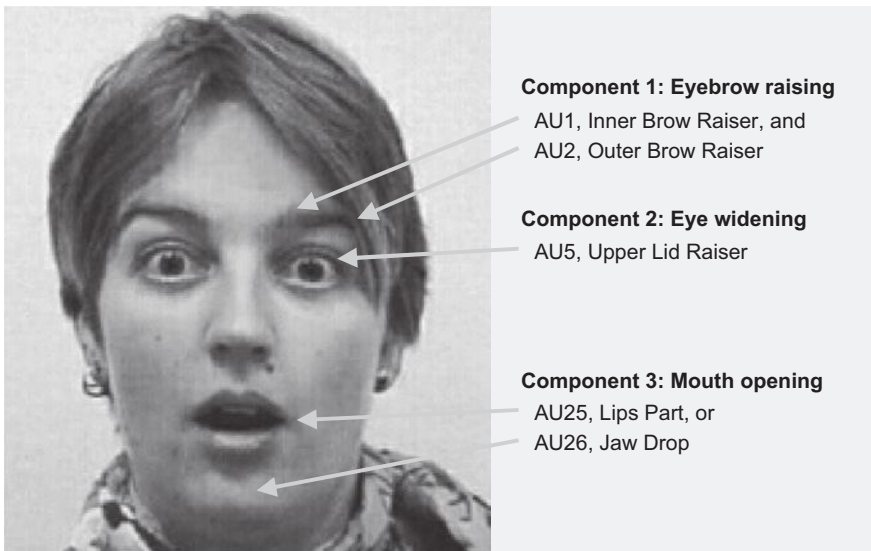 Component 1: Eyebrow raising
AU1, Inner Brow Raiser, and
AU2, Outer Brow Raiser
Component 2: Eye widening
AU5, Upper Lid Raiser
Component 3: Mouth opening
AU25, Lips Part, or
AU26, Jaw Drop